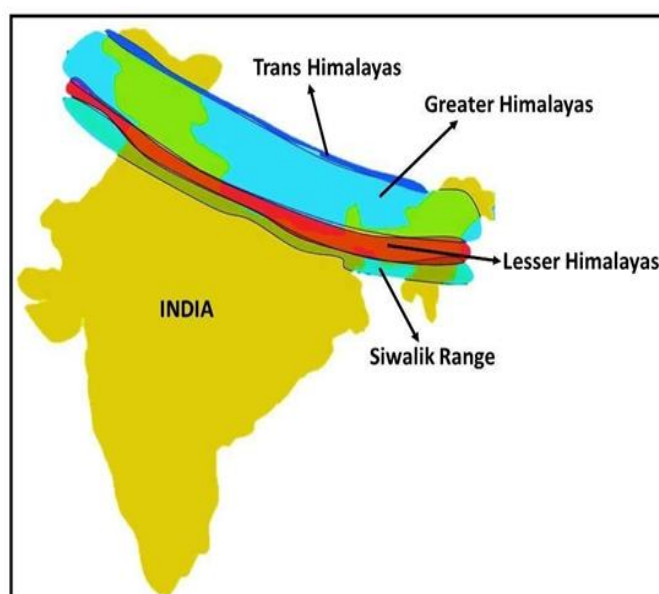 Trans Himalayas
Greater Himalayas
Lesser Himalayas
INDIA
Siwalik Range